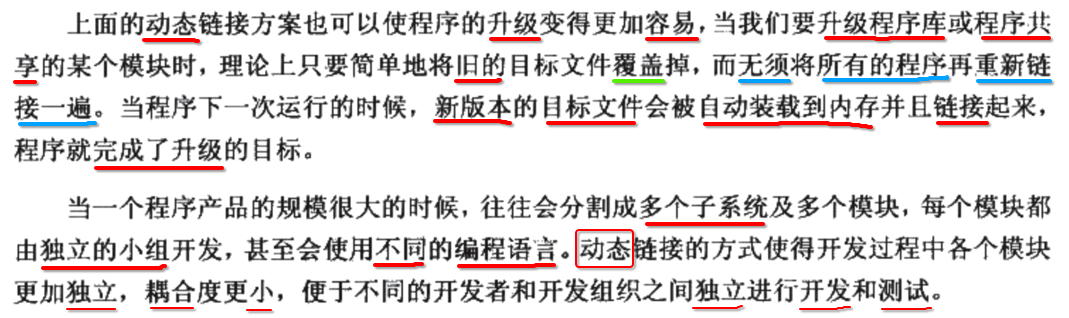 上面的动态链接方案也可以使程序的升级变得更加容易，当我们要升级程序库或程序共
享的某个模块时，理论上只要简单地将旧的目标文件覆盖掉，而无须将所有的程序再重新链
接一遍。当程序下一次运行的时候，新版本的目标文件会被自动装载到内存并且链接起来，
程序就完成了升级的目标。
当一个程序产品的规模很大的时候，往往会分割成多个子系统及多个模块，每个模块都
由独立的小组开发，甚至会使用不同的编程语言。动态链接的方式使得开发过程中各个模块
更加独立，耦合度更小，便于不同的开发者和开发组织之间独立进行开发和测试。